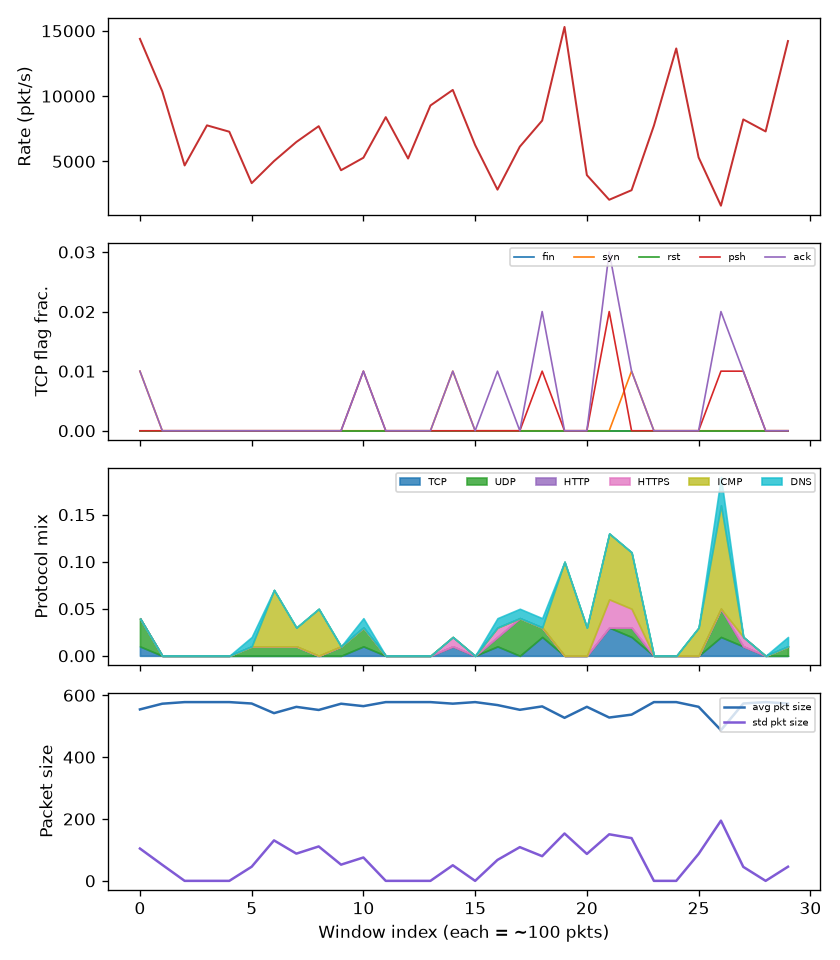 15000
10000
5000
Rate (pkt/s)
fin syn rst psh ack
0.03
0.02
0.01
0.00
TCP flag frac.
TCP UDP HTTP HTTPS ICMP DNS
0.15
0.10
0.05
0.00
Protocol mix
avg pkt size
std pkt size
600
400
200
0
Packet size
0 5 10 15 20 25 30
Window index (each = ~100 pkts)